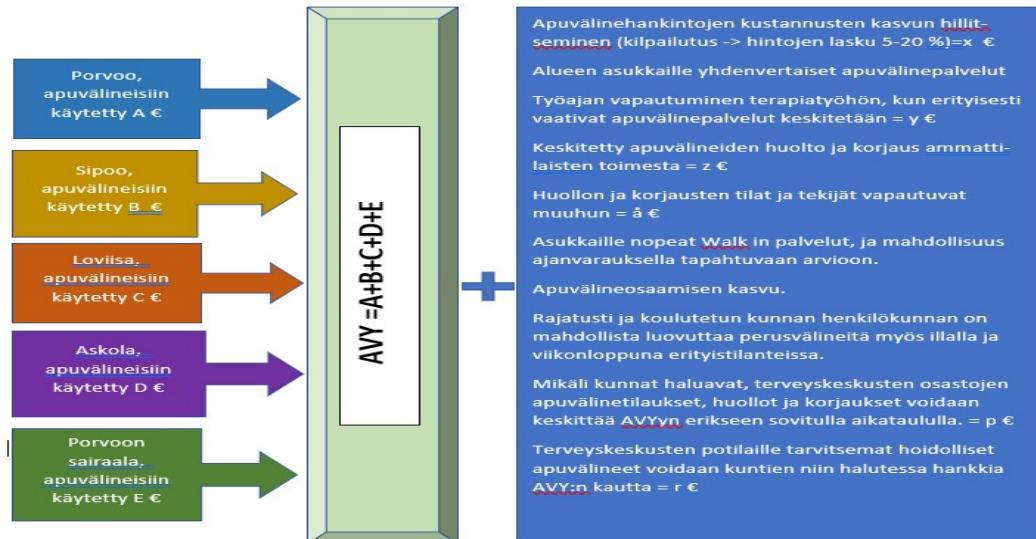 Porvoo,
apuvälineisiin
käytetty A €
Sipoo,
apuvälineisiin
käytetty B €
Loviisa,
apuvälineisiin
käytetty C €
Askola,
apuvälineisiin
käytetty D €
Porvoon
sairaala,
apuvälineisiin
käytetty E €
AVY =A+B+C+D+E
Apuvälinehankintojen kustannusten kasvun hillit-
seminen (kilpailutus -> hintojen lasku 5-20 %)=x €
Alueen asukkaille yhdenvertaiset apuvälinepalvelut
Työajan vapautuminen terapiatyöhön, kun erityisesti
vaativat apuvälinepalvelut keskitetään = y €
Keskitetty apuvälineiden huolto ja korjaus ammatti-
laisten toimesta = z €
Huollon ja korjausten tilat ja tekijät vapautuvat
muuhun = å €
Asukkaille nopeat Walk in palvelut, ja mahdollisuus
ajanvarauksella tapahtuvaan arvioon.
Apuvälineosaamisen kasvu.
Rajatusti ja koulutetun kunnan henkilökunnan on
mahdollista luovuttaa perusvälineitä myös illalla ja
viikonloppuna erityistilanteissa.
Mikäli kunnat haluavat, terveyskeskusten osastojen
apuvälinetilaukset, huollot ja korjaukset voidaan
keskittää AVYyn erikseen sovitulla aikataululla. = p €
Terveyskeskusten potilaille tarvitsemat hoidolliset
apuvälineet voidaan kuntien niin halutessa hankkia
AVY:n kautta = r €